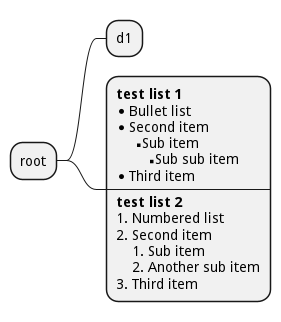 d1
root
test list 1
• Bullet list
• Second item
▪Sub item
▪Sub sub item
• Third item
test list 2
1. Numbered list
2. Second item
1. Sub item
2. Another sub item
3. Third item